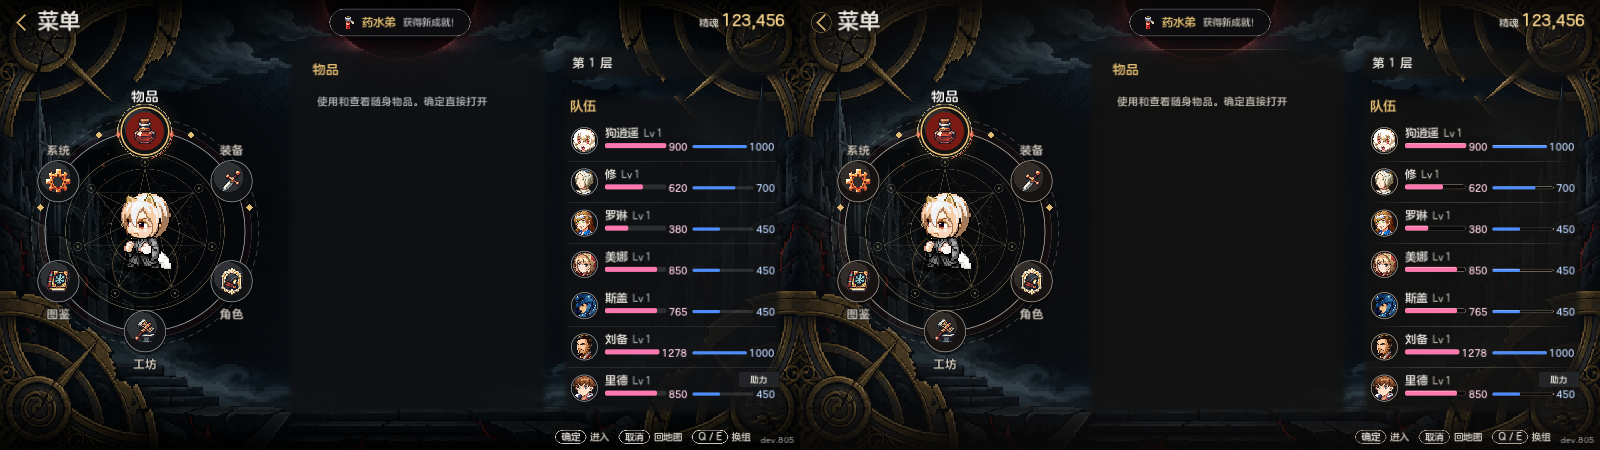 菜单
药水弟 获得新成就!
精魂 123,456
物品
使用和查看随身物品。确定直接打开
第 1 层
队伍
物品
系统
装备
图鉴
角色
工坊
狗逍遥 Lv 1
900 1000
修 Lv 1
620 700
罗琳 Lv 1
380 450
美娜 Lv 1
850 450
斯盖 Lv 1
765 450
刘备 Lv 1
1278 1000
里德 Lv 1
助力
850 450
确定 进入 取消 回地图 Q / E 换组
dev.805
菜单
药水弟 获得新成就!
精魂 123,456
物品
使用和查看随身物品。确定直接打开
第 1 层
队伍
物品
系统
装备
图鉴
角色
工坊
狗逍遥 Lv 1
900 1000
修 Lv 1
620 700
罗琳 Lv 1
380 450
美娜 Lv 1
850 450
斯盖 Lv 1
765 450
刘备 Lv 1
1278 1000
里德 Lv 1
助力
850 450
确定 进入 取消 回地图 Q / E 换组
dev.805